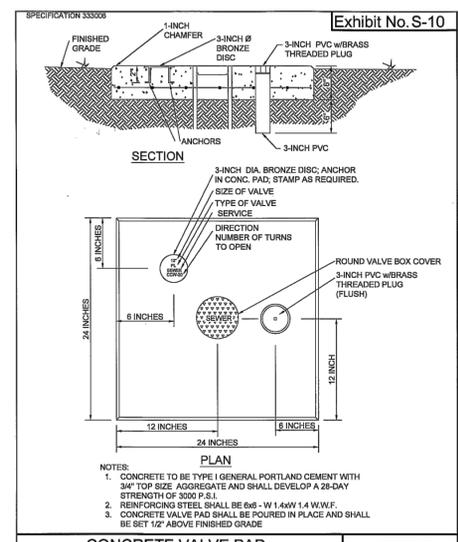 SPECIFICATION 333006
Exhibit No. S-10
FINISHED
GRADE
1-INCH
CHAMFER
3-INCH Ø
BRONZE
DISC
3-INCH PVC w/BRASS
THREADED PLUG
ANCHORS
3-INCH PVC
SECTION
3-INCH DIA. BRONZE DISC; ANCHOR
IN CONC. PAD; STAMP AS REQUIRED.
SIZE OF VALVE
TYPE OF VALVE
SERVICE
DIRECTION
NUMBER OF TURNS
TO OPEN
6 INCHES
SEWER
ROUND VALVE BOX COVER
3-INCH PVC w/BRASS
THREADED PLUG
(FLUSH)
24 INCHES
6 INCHES
SEWER
12 INCH
12 INCHES
6 INCHES
24 INCHES
PLAN
NOTES:
1. CONCRETE TO BE TYPE I GENERAL PORTLAND CEMENT WITH
3/4" TOP SIZE AGGREGATE AND SHALL DEVELOP A 28-DAY
STRENGTH OF 3000 P.S.I.
2. REINFORCING STEEL SHALL BE 6x6 - W 1.4xW 1.4 W.W.F.
3. CONCRETE VALVE PAD SHALL BE POURED IN PLACE AND SHALL
BE SET 1/2" ABOVE FINISHED GRADE
CONCRETE VALVE PAD